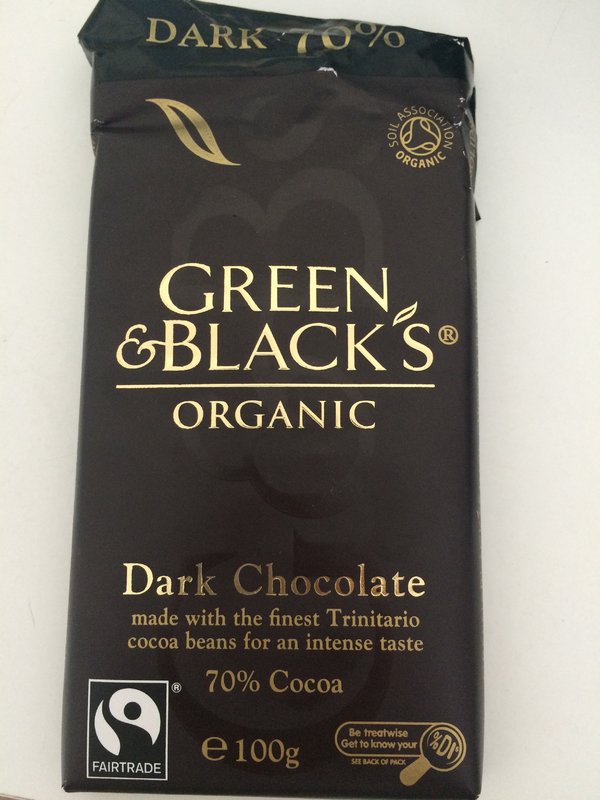 DARK 70%
SOIL ASSOCIATION
ORGANIC
GREEN
&BLACK'S®
ORGANIC
Dark Chocolate
made with the finest Trinitario
cocoa beans for an intense taste
70% Cocoa
®
FAIRTRADE
e 100g
Be treatwise
Get to know your
SEE BACK OF PACK